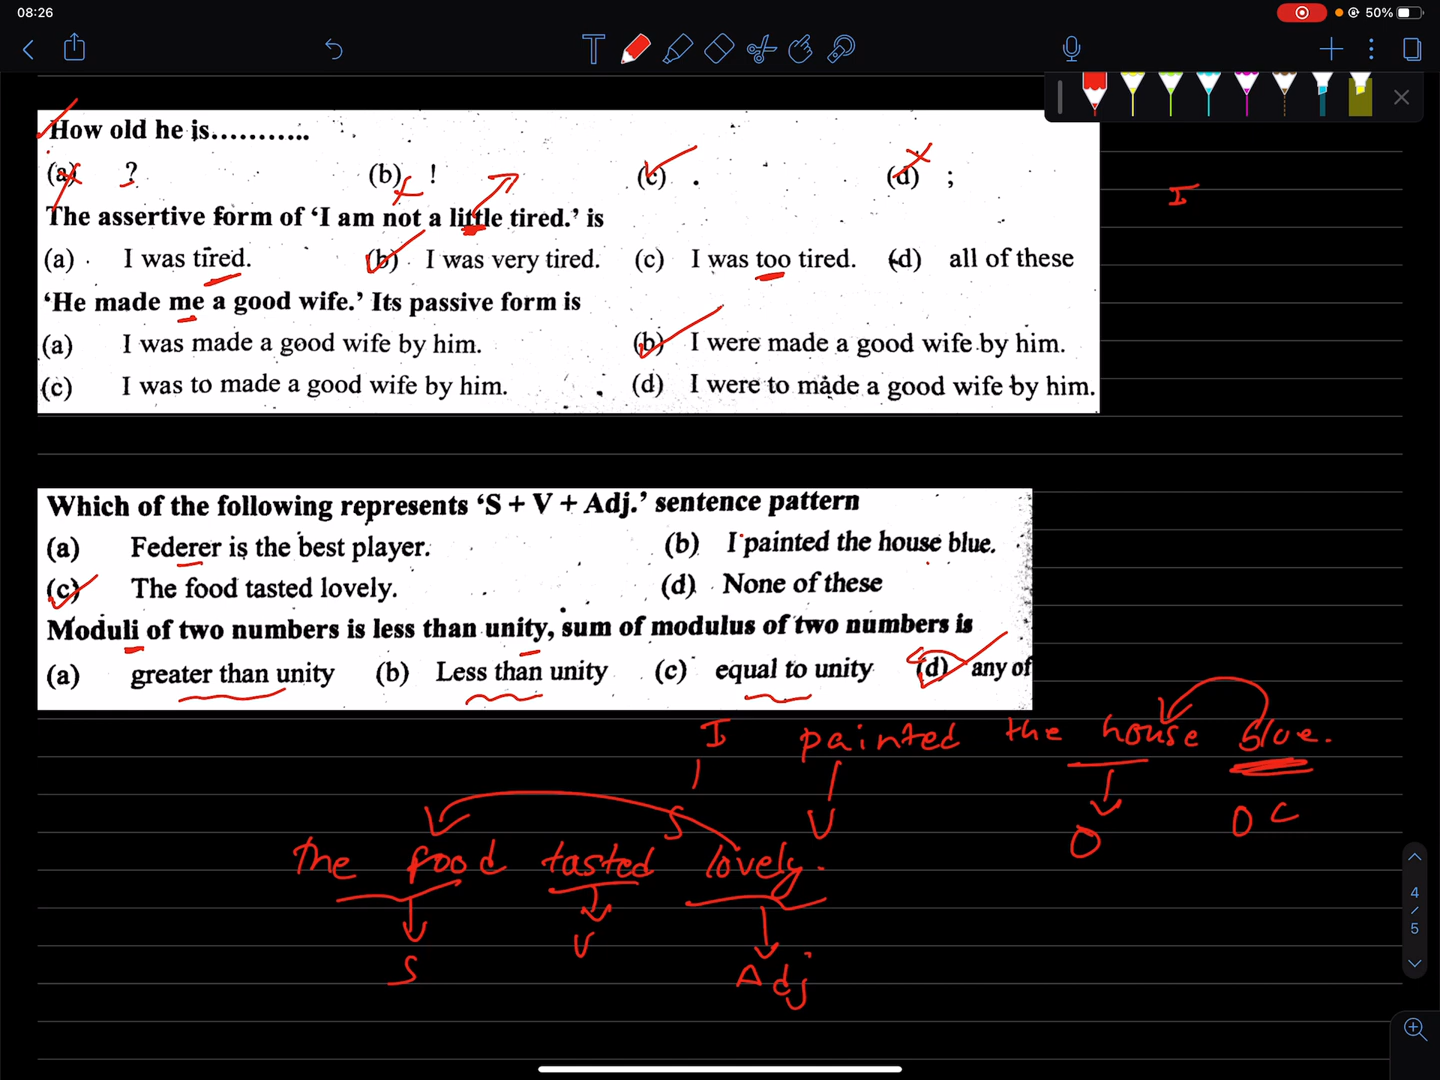 08:26
50%
How old he is...........
(a) ? (b) ! (c) . (d) ;
The assertive form of ‘I am not a little tired.’ is
(a) I was tired. (b) I was very tired. (c) I was too tired. (d) all of these
‘He made me a good wife.’ Its passive form is
(a) I was made a good wife by him. (b) I were made a good wife by him.
(c) I was to made a good wife by him. (d) I were to made a good wife by him.
I
Which of the following represents ‘S + V + Adj.’ sentence pattern
(a) Federer is the best player. (b) I painted the house blue.
(c) The food tasted lovely. (d) None of these
Moduli of two numbers is less than unity, sum of modulus of two numbers is
(a) greater than unity (b) Less than unity (c) equal to unity (d) any of
I painted the house blue.
S V O OC
The food tasted lovely.
S V Adj
4
/
5